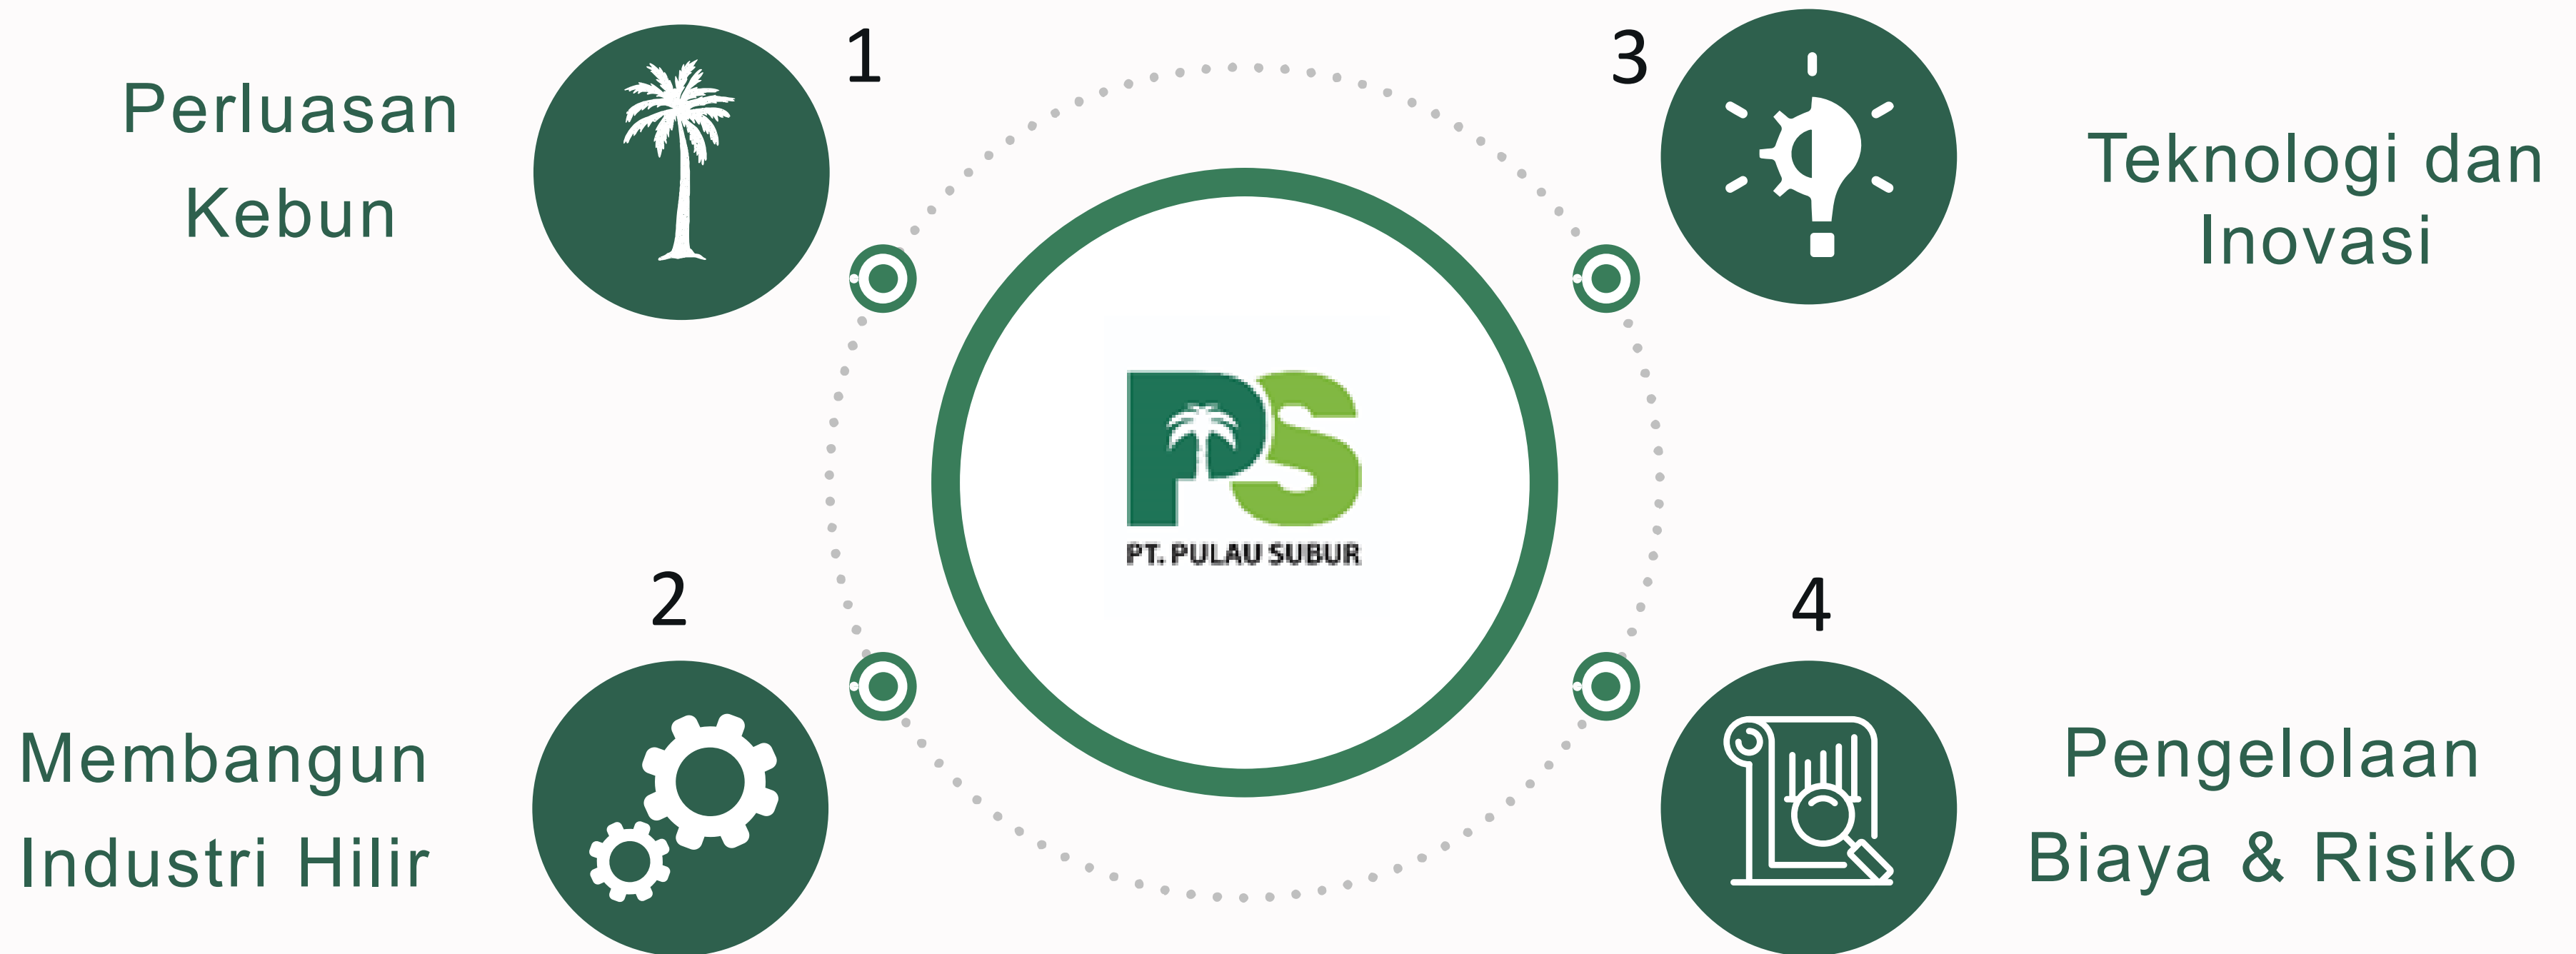 1
Perluasan
Kebun
2
Membangun
Industri Hilir
3
Teknologi dan
Inovasi
4
Pengelolaan
Biaya & Risiko
PS
PT. PULAU SUBUR